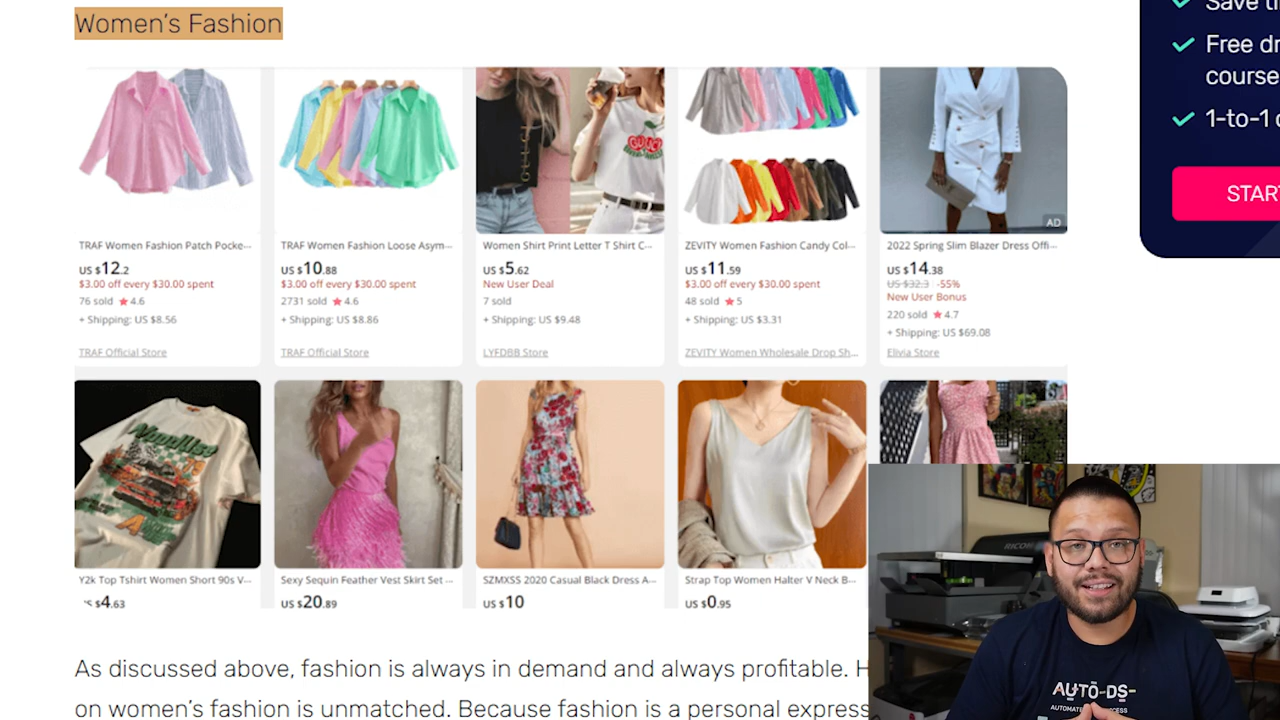 Women's Fashion
Save
Free
course
1-to-1
START
AD
TRAF Women Fashion Patch Pocke...
US $12.2
$3.00 off every $30.00 spent
76 sold ★ 4.6
+ Shipping: US $8.56
TRAF Official Store
TRAF Women Fashion Loose Asym...
US $10.88
$3.00 off every $30.00 spent
2731 sold ★ 4.6
+ Shipping: US $8.86
TRAF Official Store
Women Shirt Print Letter T Shirt C...
US $5.62
New User Deal
7 sold
+ Shipping: US $9.48
LYFDBB Store
ZEVITY Women Fashion Candy Col...
US $11.59
$3.00 off every $30.00 spent
48 sold ★ 5
+ Shipping: US $3.31
ZEVITY Women Wholesale Drop Sh...
2022 Spring Slim Blazer Dress Offi...
US $14.38
US $32.3 -55%
New User Bonus
220 sold ★ 4.7
+ Shipping: US $69.08
Elivia Store
Y2k Top Tshirt Women Short 90s V...
$4.63
Sexy Sequin Feather Vest Skirt Set ...
US $20.89
SZMXSS 2020 Casual Black Dress A...
US $10
Strap Top Women Halter V Neck B...
US $0.95
RICOH
AUTO-DS-
As discussed above, fashion is always in demand and always profitable.
on women's fashion is unmatched. Because fashion is a personal express